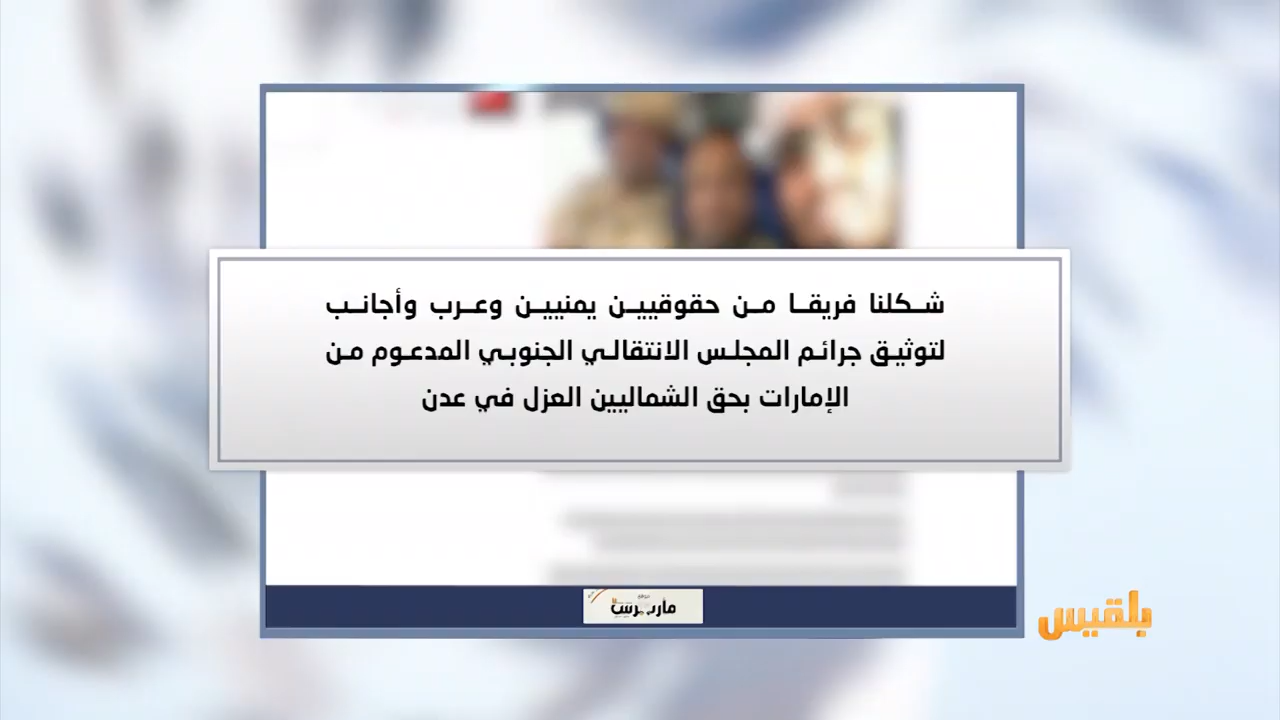 شكلنا فريقا من حقوقيين يمنيين وعرب وأجانب
لتوثيق جرائم المجلس الانتقالي الجنوبي المدعوم من
الإمارات بحق الشماليين العزل في عدن
موقع
مأرب برس
بلقيس